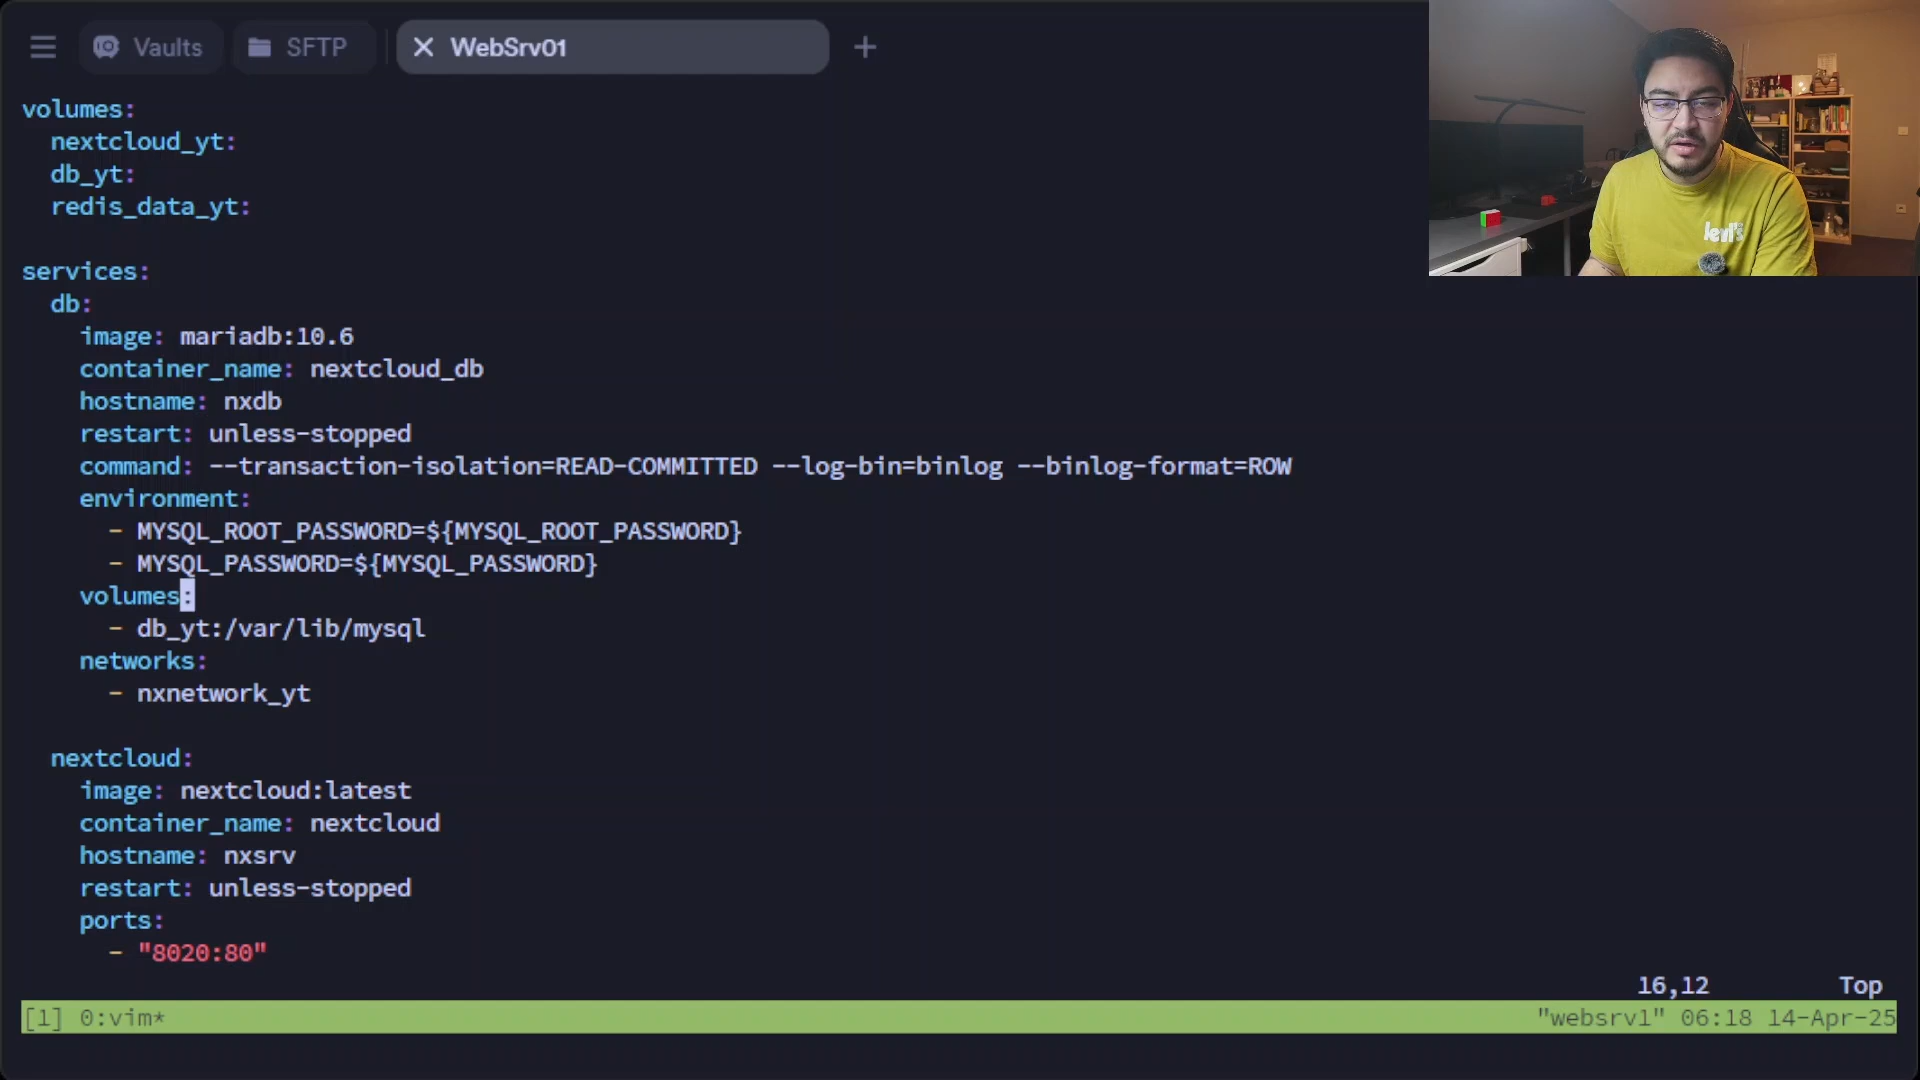 Vaults SFTP WebSrv01
volumes:
nextcloud_yt:
db_yt:
redis_data_yt:
services:
db:
image: mariadb:10.6
container_name: nextcloud_db
hostname: nxdb
restart: unless-stopped
command: --transaction-isolation=READ-COMMITTED --log-bin=binlog --binlog-format=ROW
environment:
- MYSQL_ROOT_PASSWORD=${MYSQL_ROOT_PASSWORD}
- MYSQL_PASSWORD=${MYSQL_PASSWORD}
volumes:
- db_yt:/var/lib/mysql
networks:
- nxnetwork_yt
nextcloud:
image: nextcloud:latest
container_name: nextcloud
hostname: nxsrv
restart: unless-stopped
ports:
- "8020:80"
16,12 Top
[1] 0:vim* "websrv1" 06:18 14-Apr-25
Levi's